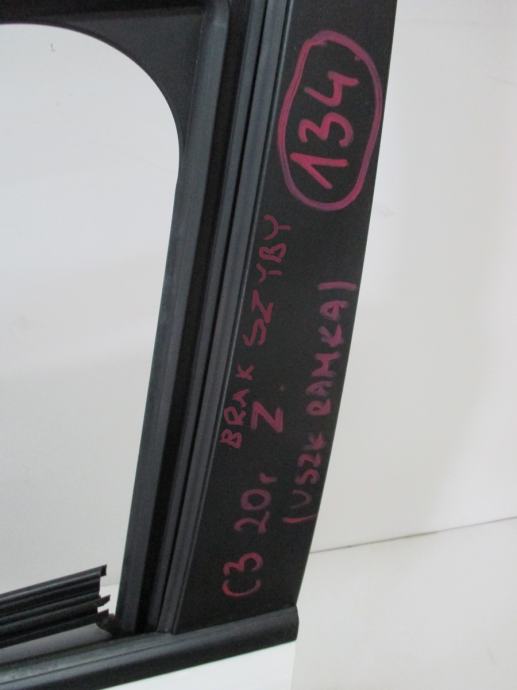 134
BRAK SZYBY
C3 20r Z.
(USZK RAMKA)